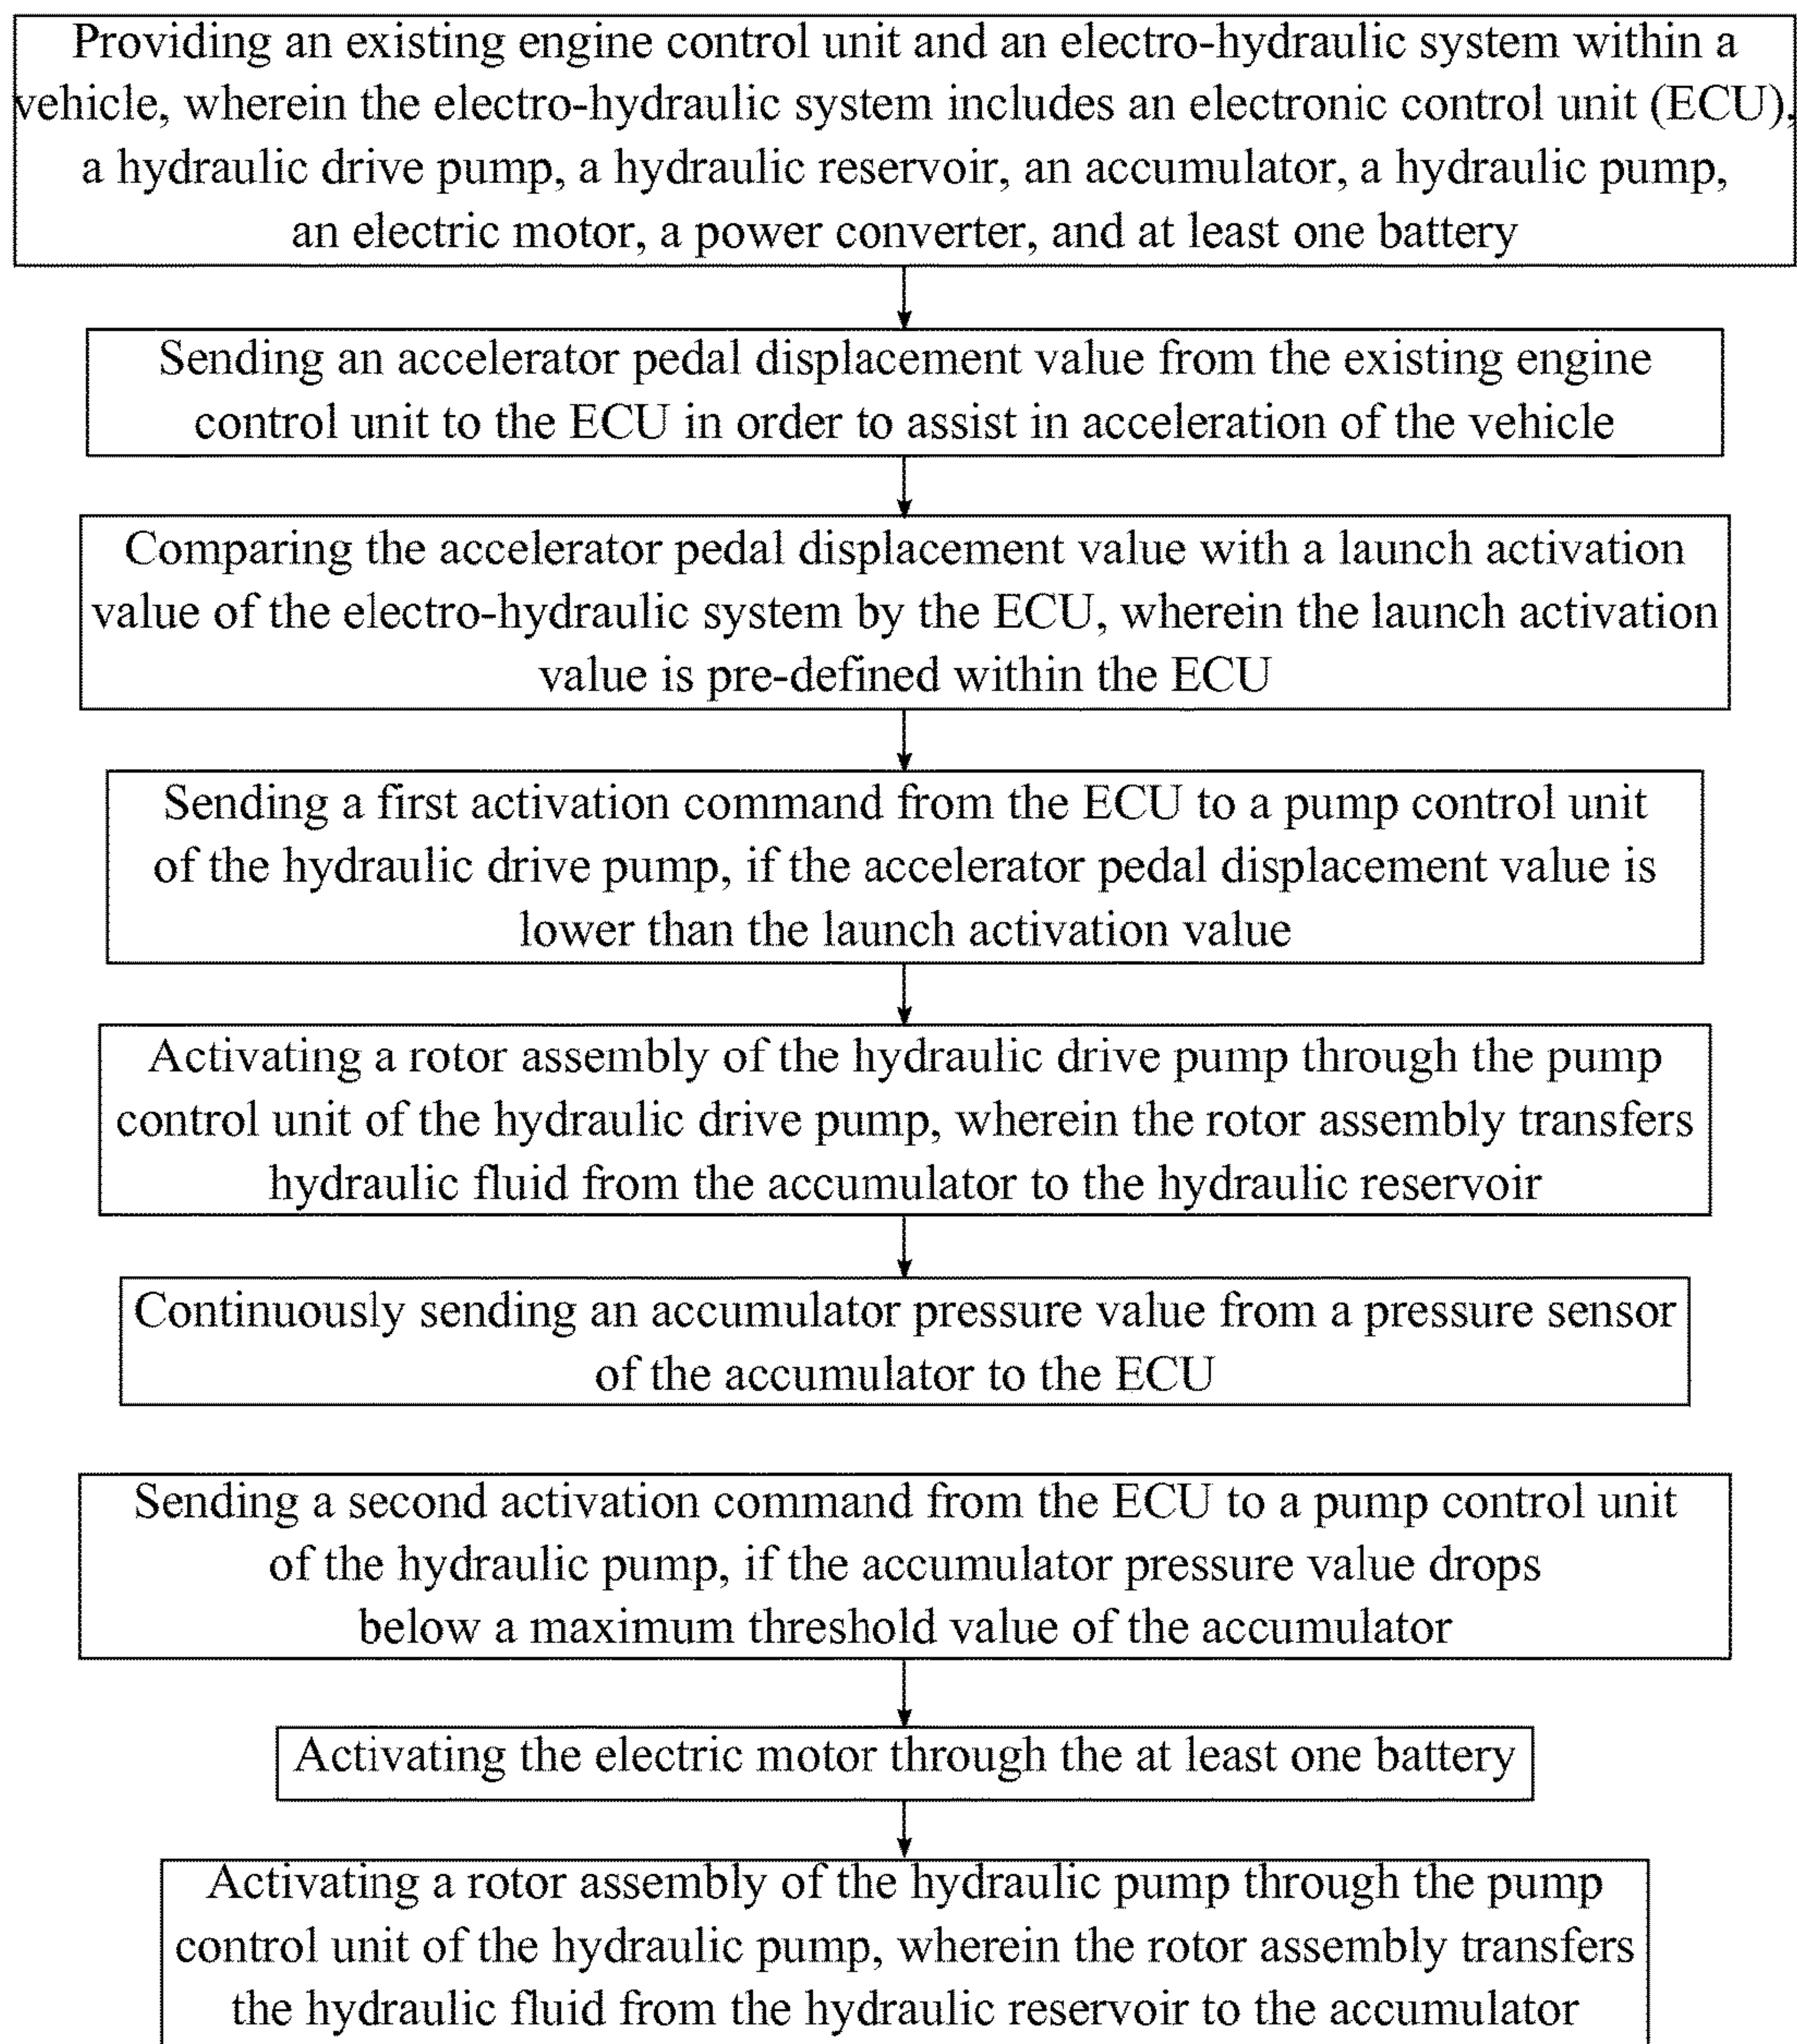 Providing an existing engine control unit and an electro-hydraulic system within a
vehicle, wherein the electro-hydraulic system includes an electronic control unit (ECU),
a hydraulic drive pump, a hydraulic reservoir, an accumulator, a hydraulic pump,
an electric motor, a power converter, and at least one battery
Sending an accelerator pedal displacement value from the existing engine
control unit to the ECU in order to assist in acceleration of the vehicle
Comparing the accelerator pedal displacement value with a launch activation
value of the electro-hydraulic system by the ECU, wherein the launch activation
value is pre-defined within the ECU
Sending a first activation command from the ECU to a pump control unit
of the hydraulic drive pump, if the accelerator pedal displacement value is
lower than the launch activation value
Activating a rotor assembly of the hydraulic drive pump through the pump
control unit of the hydraulic drive pump, wherein the rotor assembly transfers
hydraulic fluid from the accumulator to the hydraulic reservoir
Continuously sending an accumulator pressure value from a pressure sensor
of the accumulator to the ECU
Sending a second activation command from the ECU to a pump control unit
of the hydraulic pump, if the accumulator pressure value drops
below a maximum threshold value of the accumulator
Activating the electric motor through the at least one battery
Activating a rotor assembly of the hydraulic pump through the pump
control unit of the hydraulic pump, wherein the rotor assembly transfers
the hydraulic fluid from the hydraulic reservoir to the accumulator